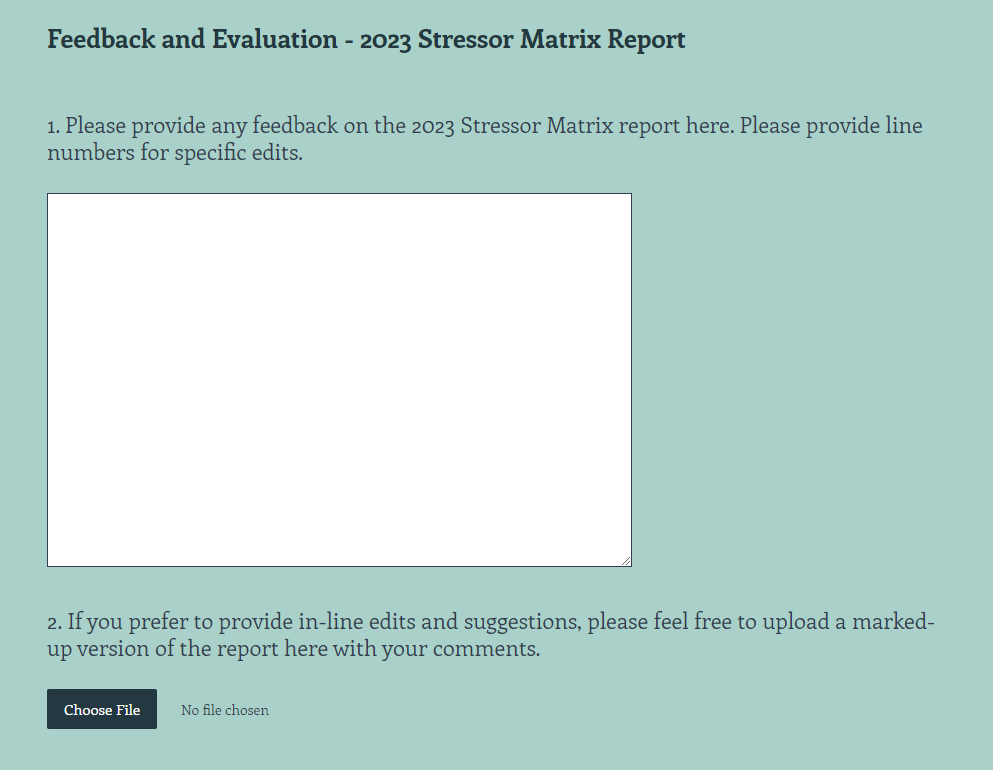 Feedback and Evaluation - 2023 Stressor Matrix Report
1. Please provide any feedback on the 2023 Stressor Matrix report here. Please provide line
numbers for specific edits.
2. If you prefer to provide in-line edits and suggestions, please feel free to upload a marked-
up version of the report here with your comments.
Choose File No file chosen